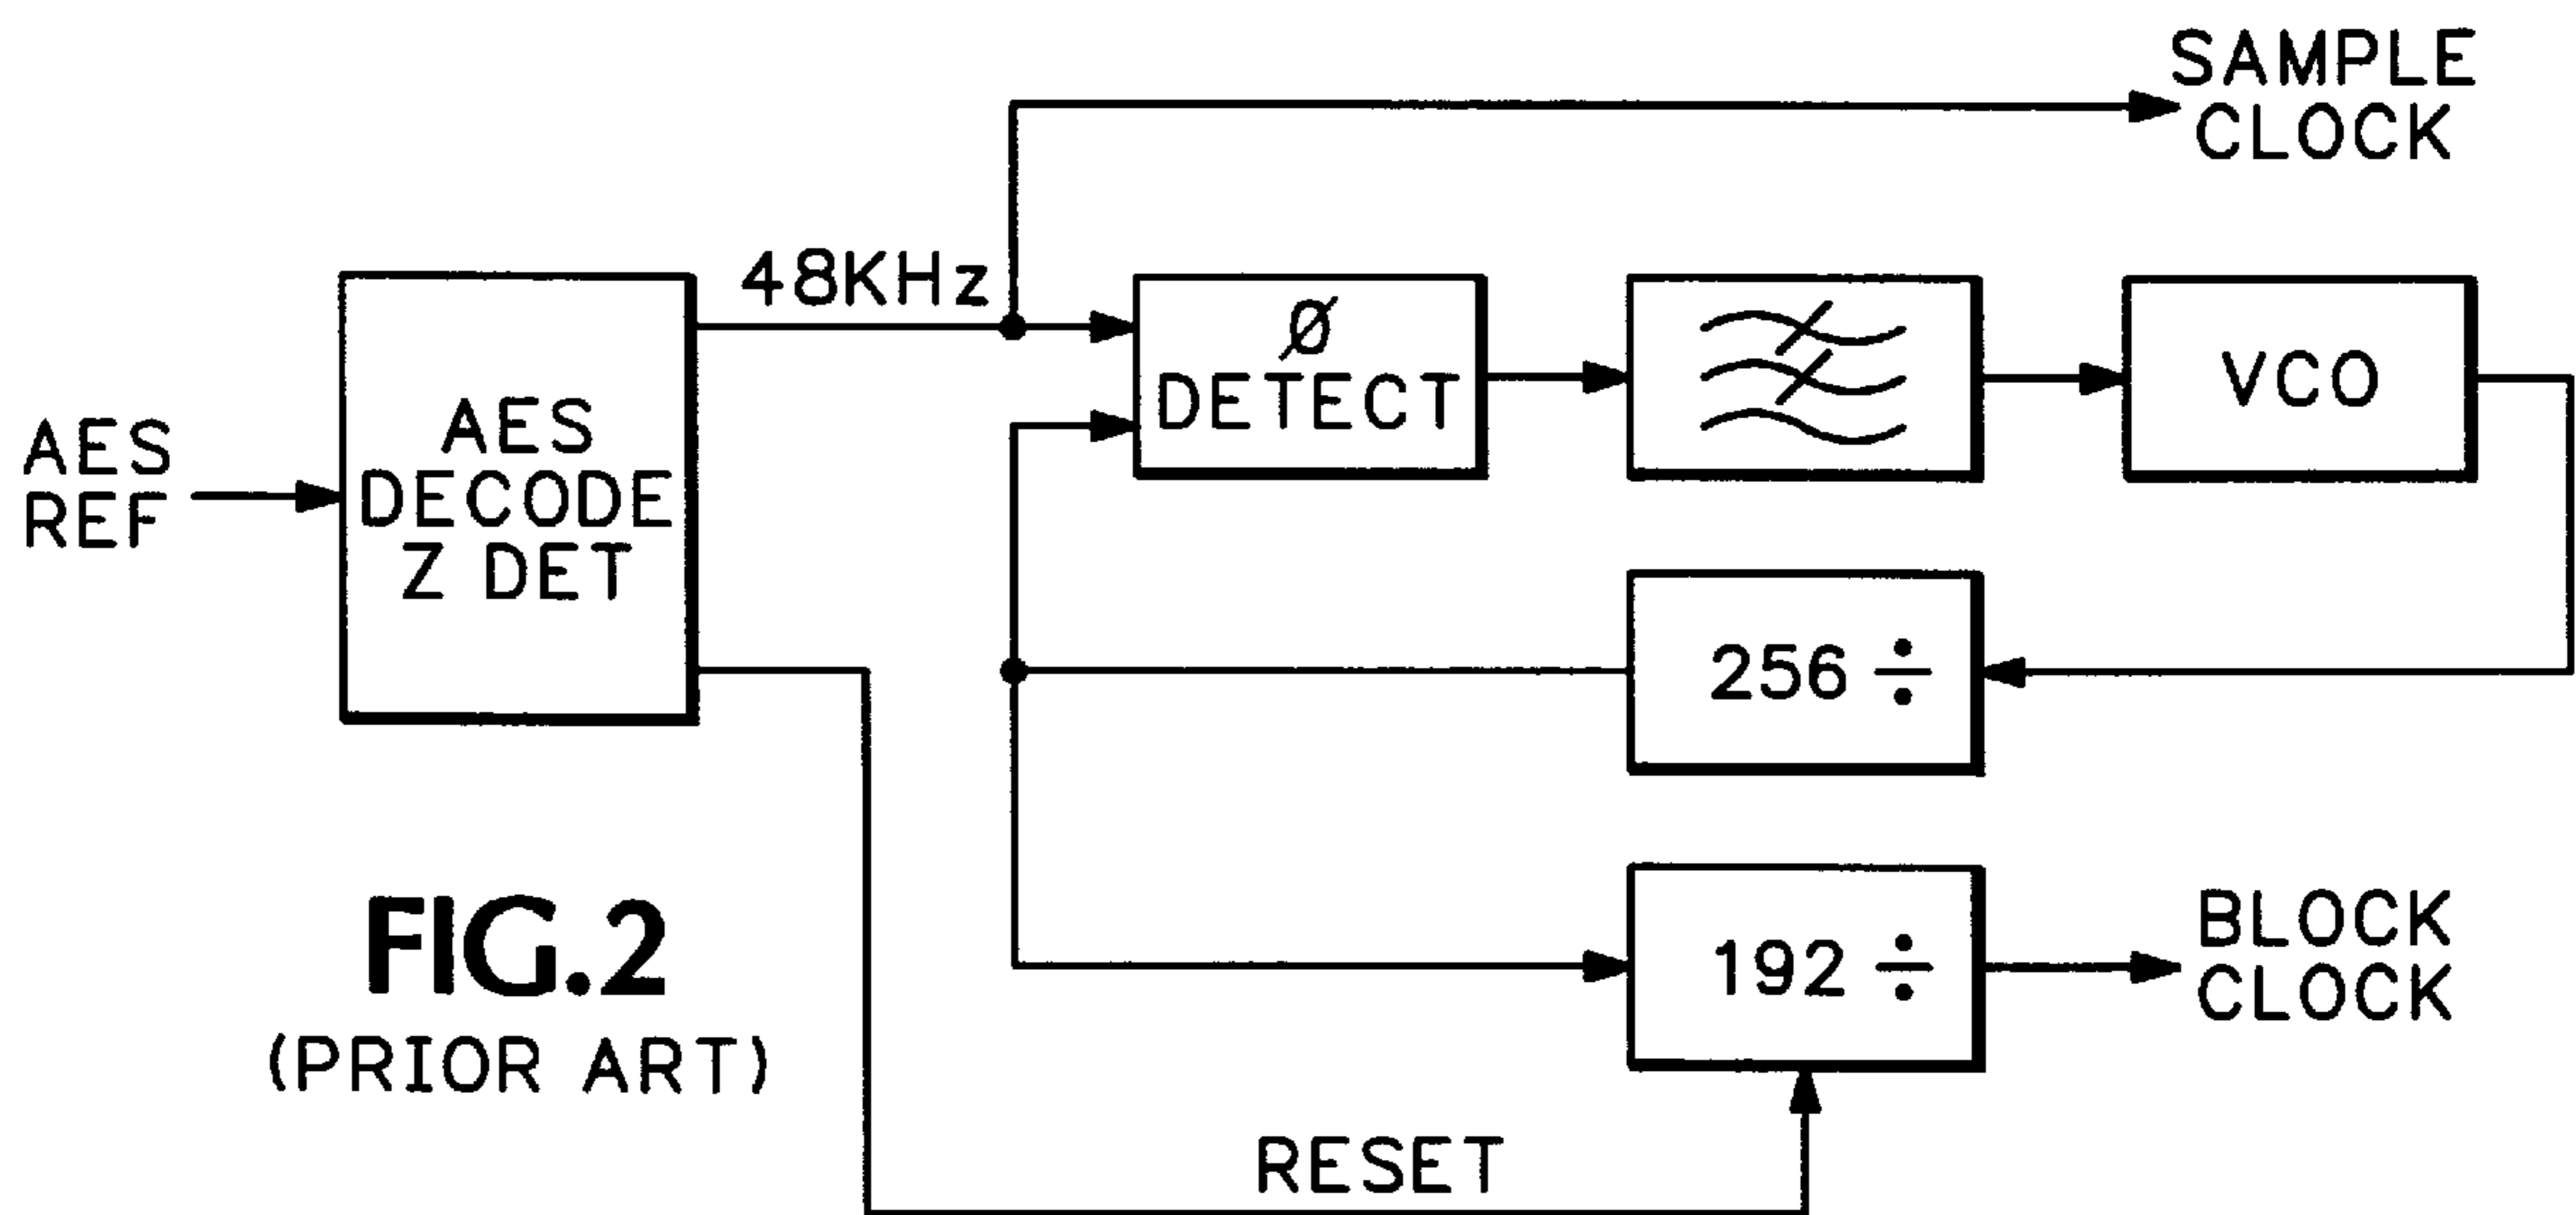 SAMPLE
CLOCK
48KHz
Ø
DETECT
VCO
AES
REF
AES
DECODE
Z DET
256 ÷
192 ÷
BLOCK
CLOCK
RESET
FIG.2
(PRIOR ART)